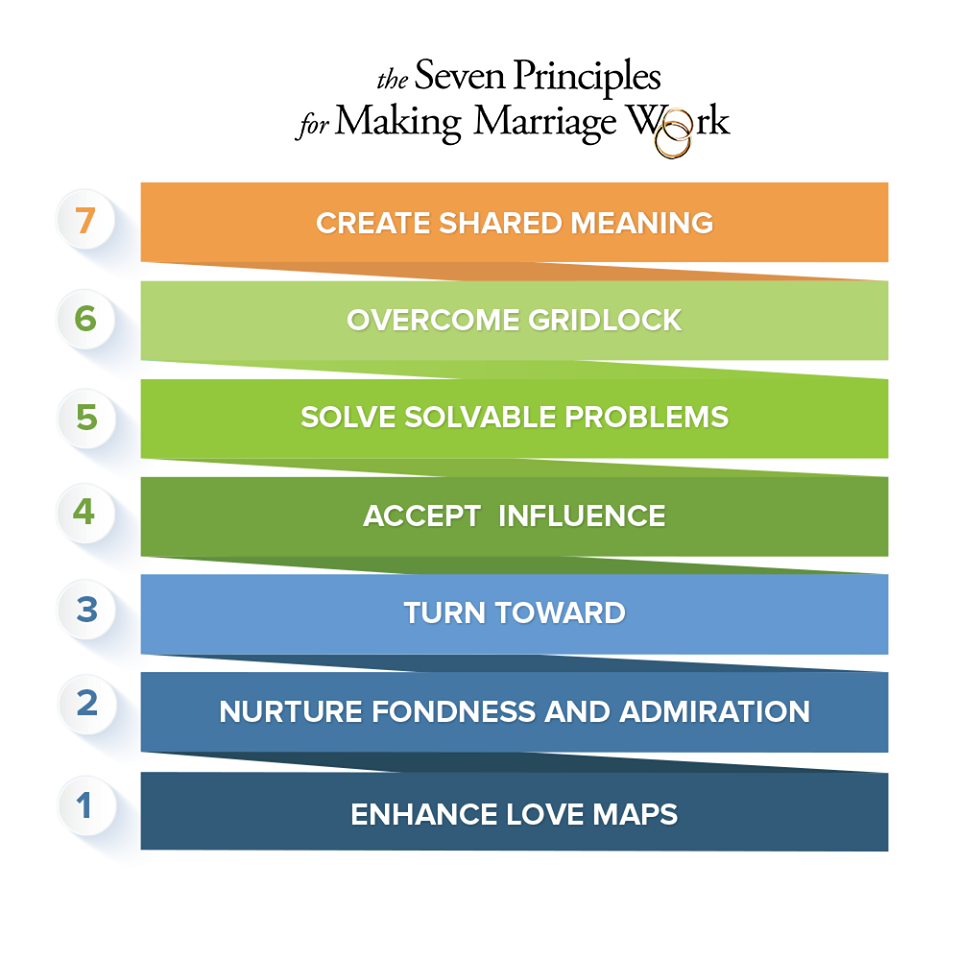 the Seven Principles
for Making Marriage Work
7
CREATE SHARED MEANING
6
OVERCOME GRIDLOCK
5
SOLVE SOLVABLE PROBLEMS
4
ACCEPT INFLUENCE
3
TURN TOWARD
2
NURTURE FONDNESS AND ADMIRATION
1
ENHANCE LOVE MAPS